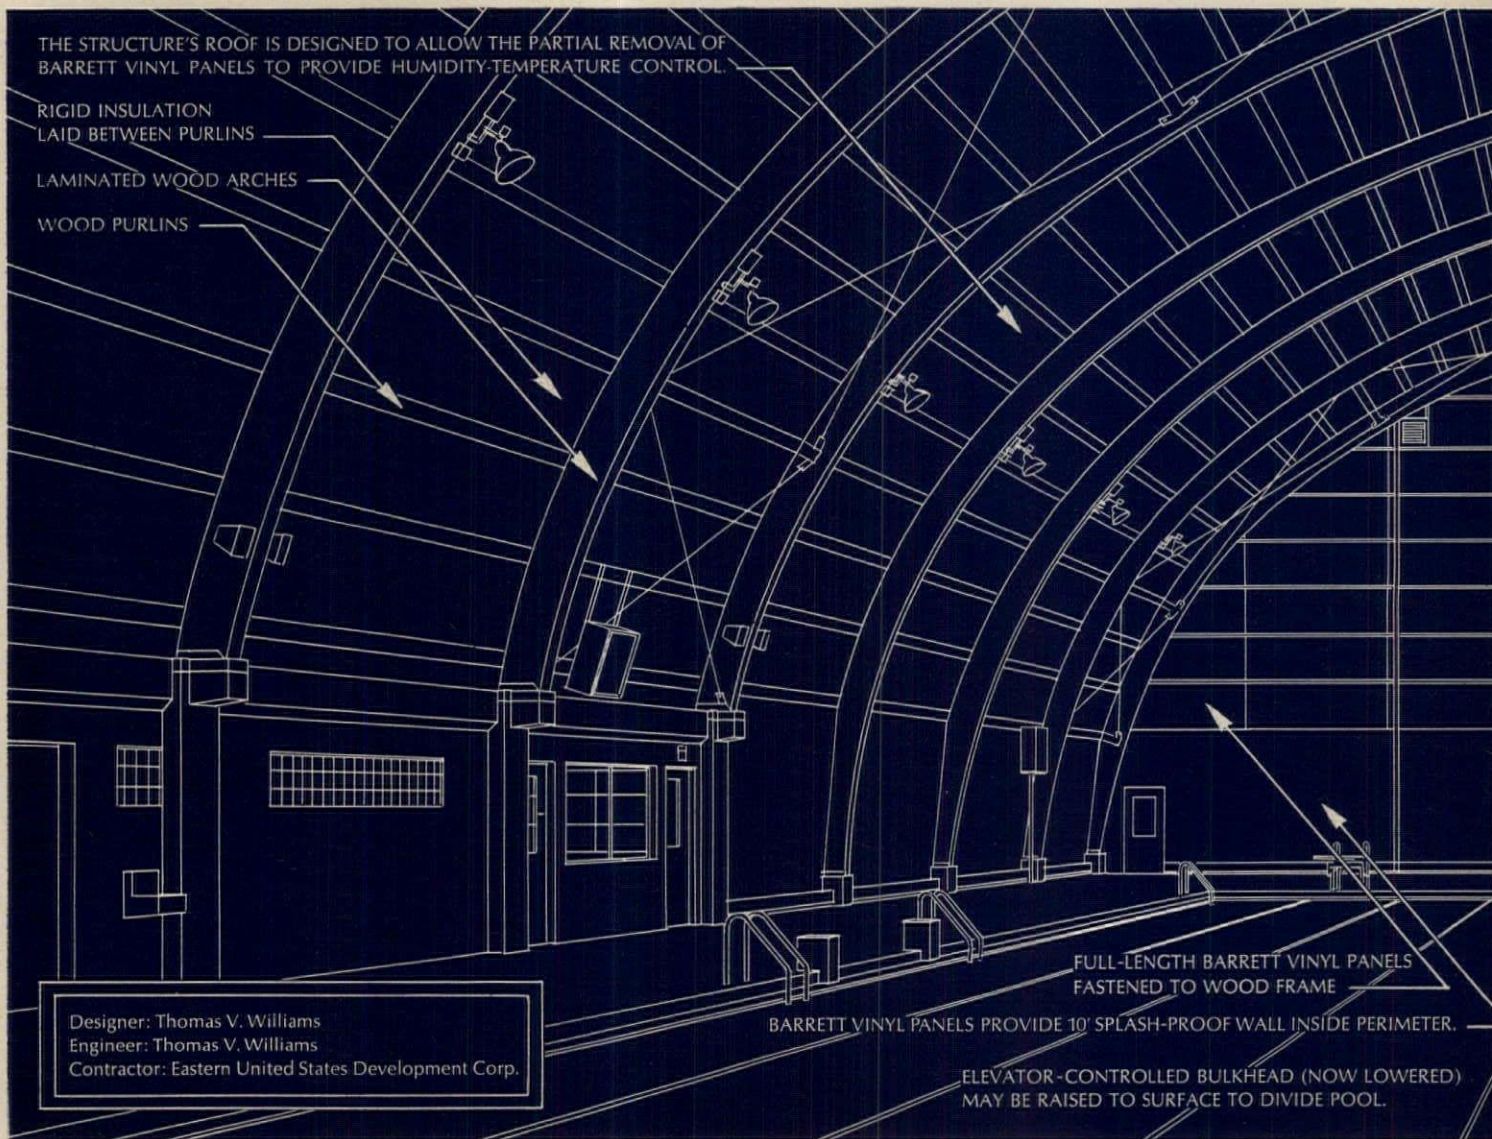 THE STRUCTURE'S ROOF IS DESIGNED TO ALLOW THE PARTIAL REMOVAL OF
BARRETT VINYL PANELS TO PROVIDE HUMIDITY-TEMPERATURE CONTROL.
RIGID INSULATION
LAID BETWEEN PURLINS
LAMINATED WOOD ARCHES
WOOD PURLINS
FULL-LENGTH BARRETT VINYL PANELS
FASTENED TO WOOD FRAME
BARRETT VINYL PANELS PROVIDE 10' SPLASH-PROOF WALL INSIDE PERIMETER.
ELEVATOR-CONTROLLED BULKHEAD (NOW LOWERED)
MAY BE RAISED TO SURFACE TO DIVIDE POOL.
Designer: Thomas V. Williams
Engineer: Thomas V. Williams
Contractor: Eastern United States Development Corp.